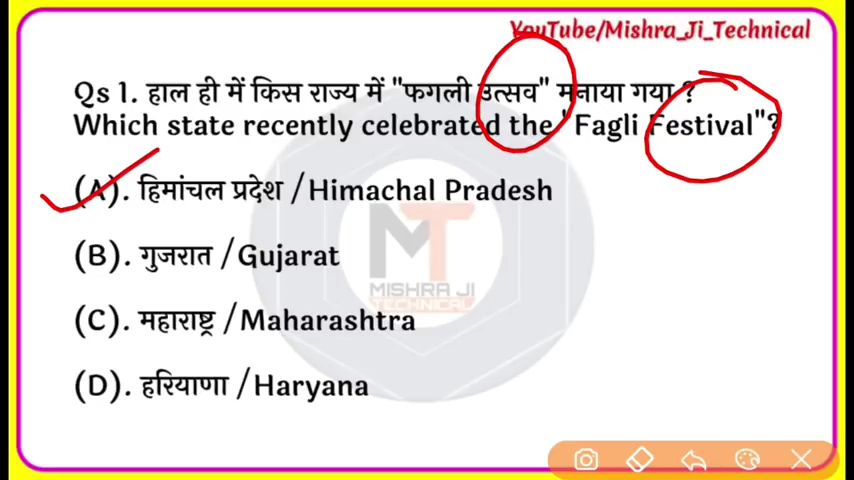 YouTube/Mishra_Ji_Technical
Qs 1. हाल ही में किस राज्य में "फगली उत्सव" मनाया गया ?
Which state recently celebrated the "Fagli Festival"?
(A). हिमांचल प्रदेश /Himachal Pradesh
(B). गुजरात /Gujarat
MT
MISHRA JI
TECHNICAL
(C). महाराष्ट्र /Maharashtra
(D). हरियाणा /Haryana